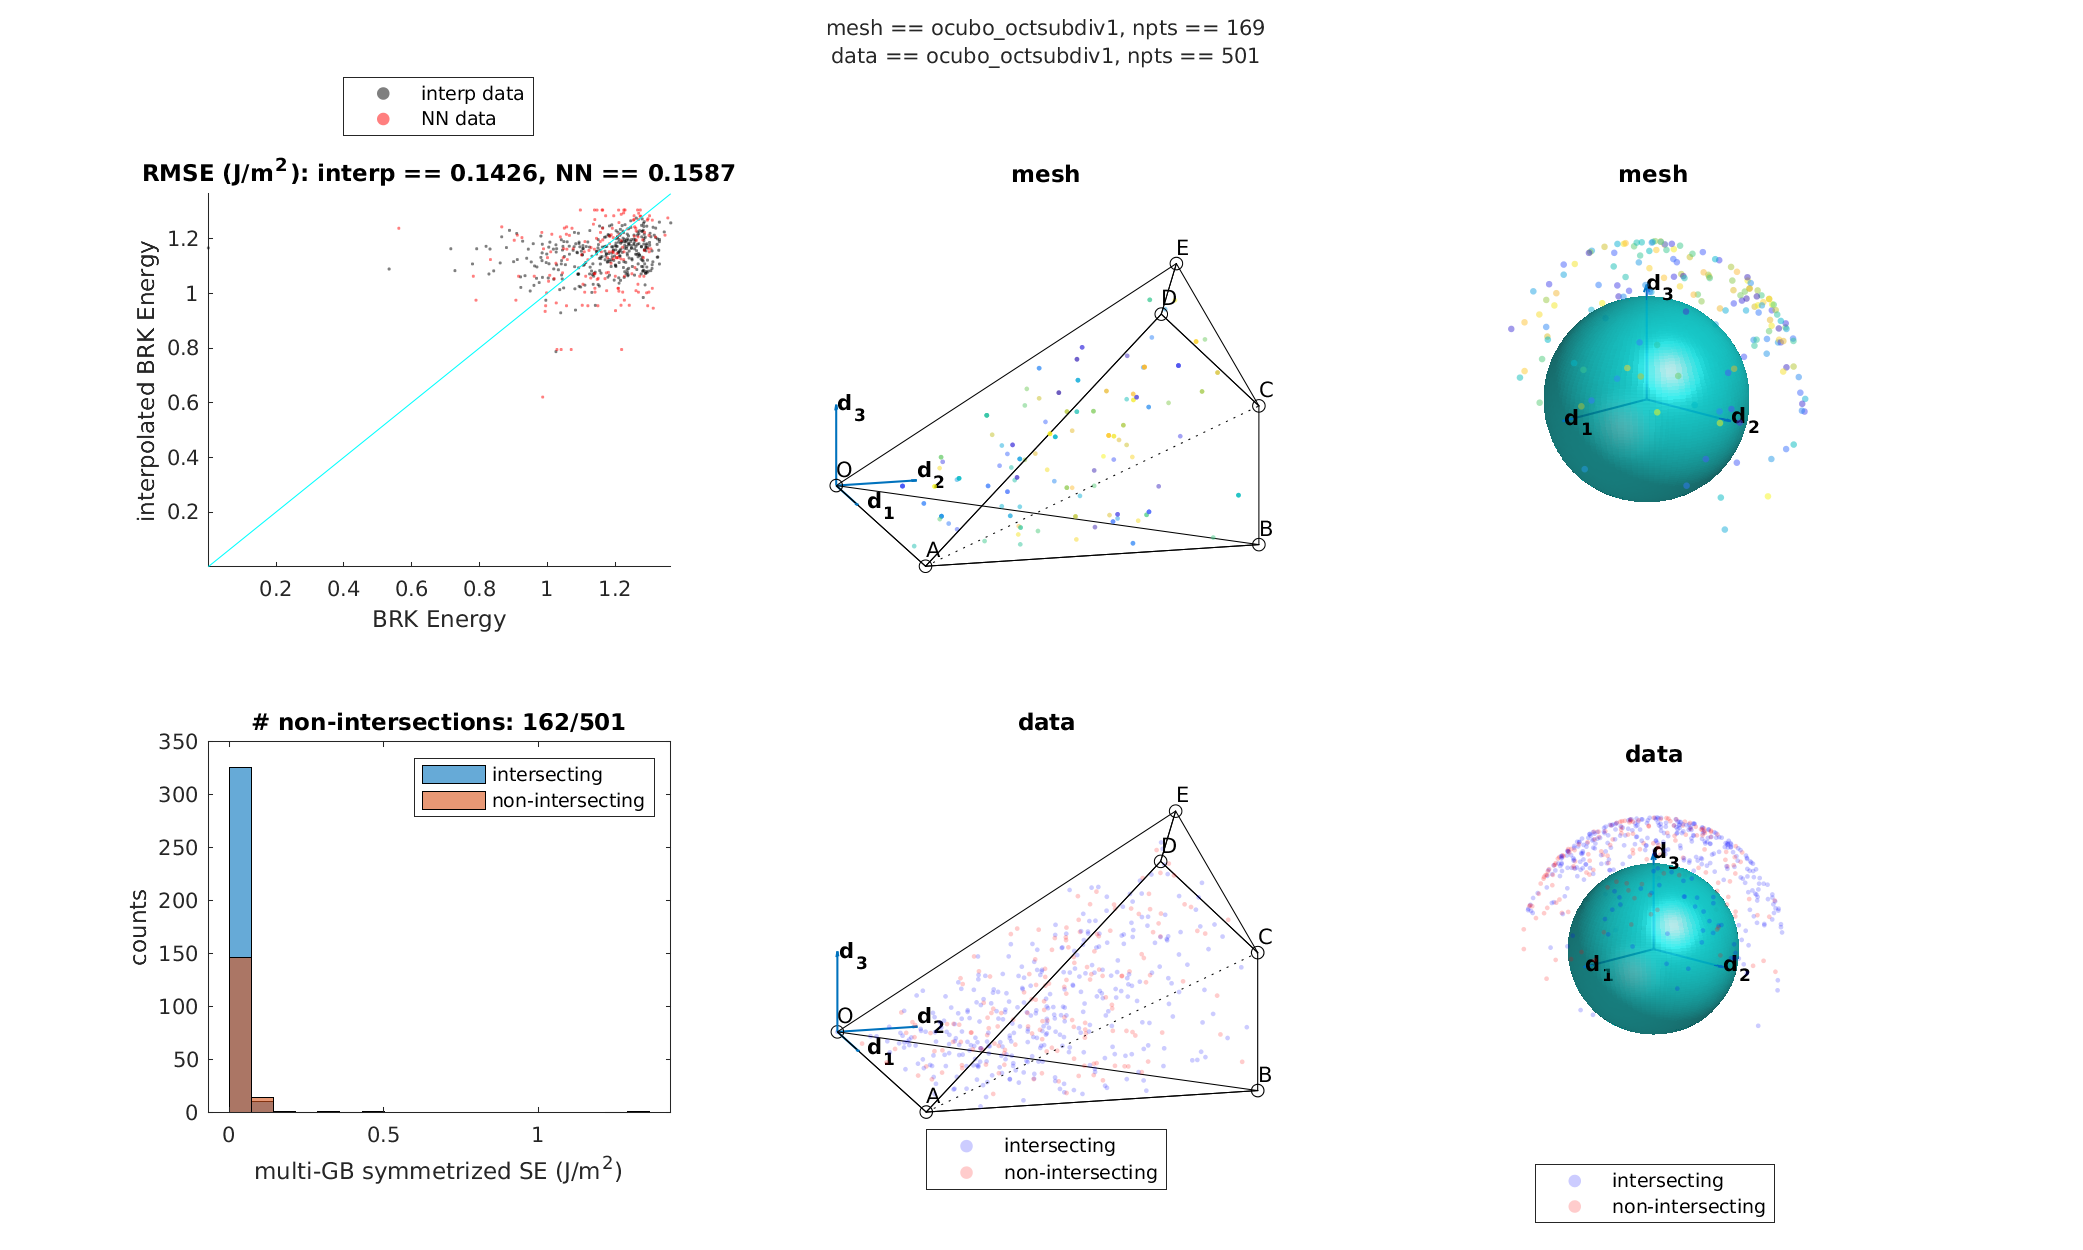 mesh == ocubo_octsubdiv1, npts == 169
data == ocubo_octsubdiv1, npts == 501
interp data
NN data
RMSE (J/m²): interp == 0.1426, NN == 0.1587
interpolated BRK Energy
1.2
1
0.8
0.6
0.4
0.2
0.2 0.4 0.6 0.8 1 1.2
BRK Energy
mesh
E
D
C
d3
O
d2
d1
B
A
mesh
d3
d1
d2
# non-intersections: 162/501
intersecting
non-intersecting
counts
350
300
250
200
150
100
50
0
0 0.5 1
multi-GB symmetrized SE (J/m²)
data
E
D
C
d3
O
d2
d1
B
A
intersecting
non-intersecting
data
d3
d1
d2
intersecting
non-intersecting